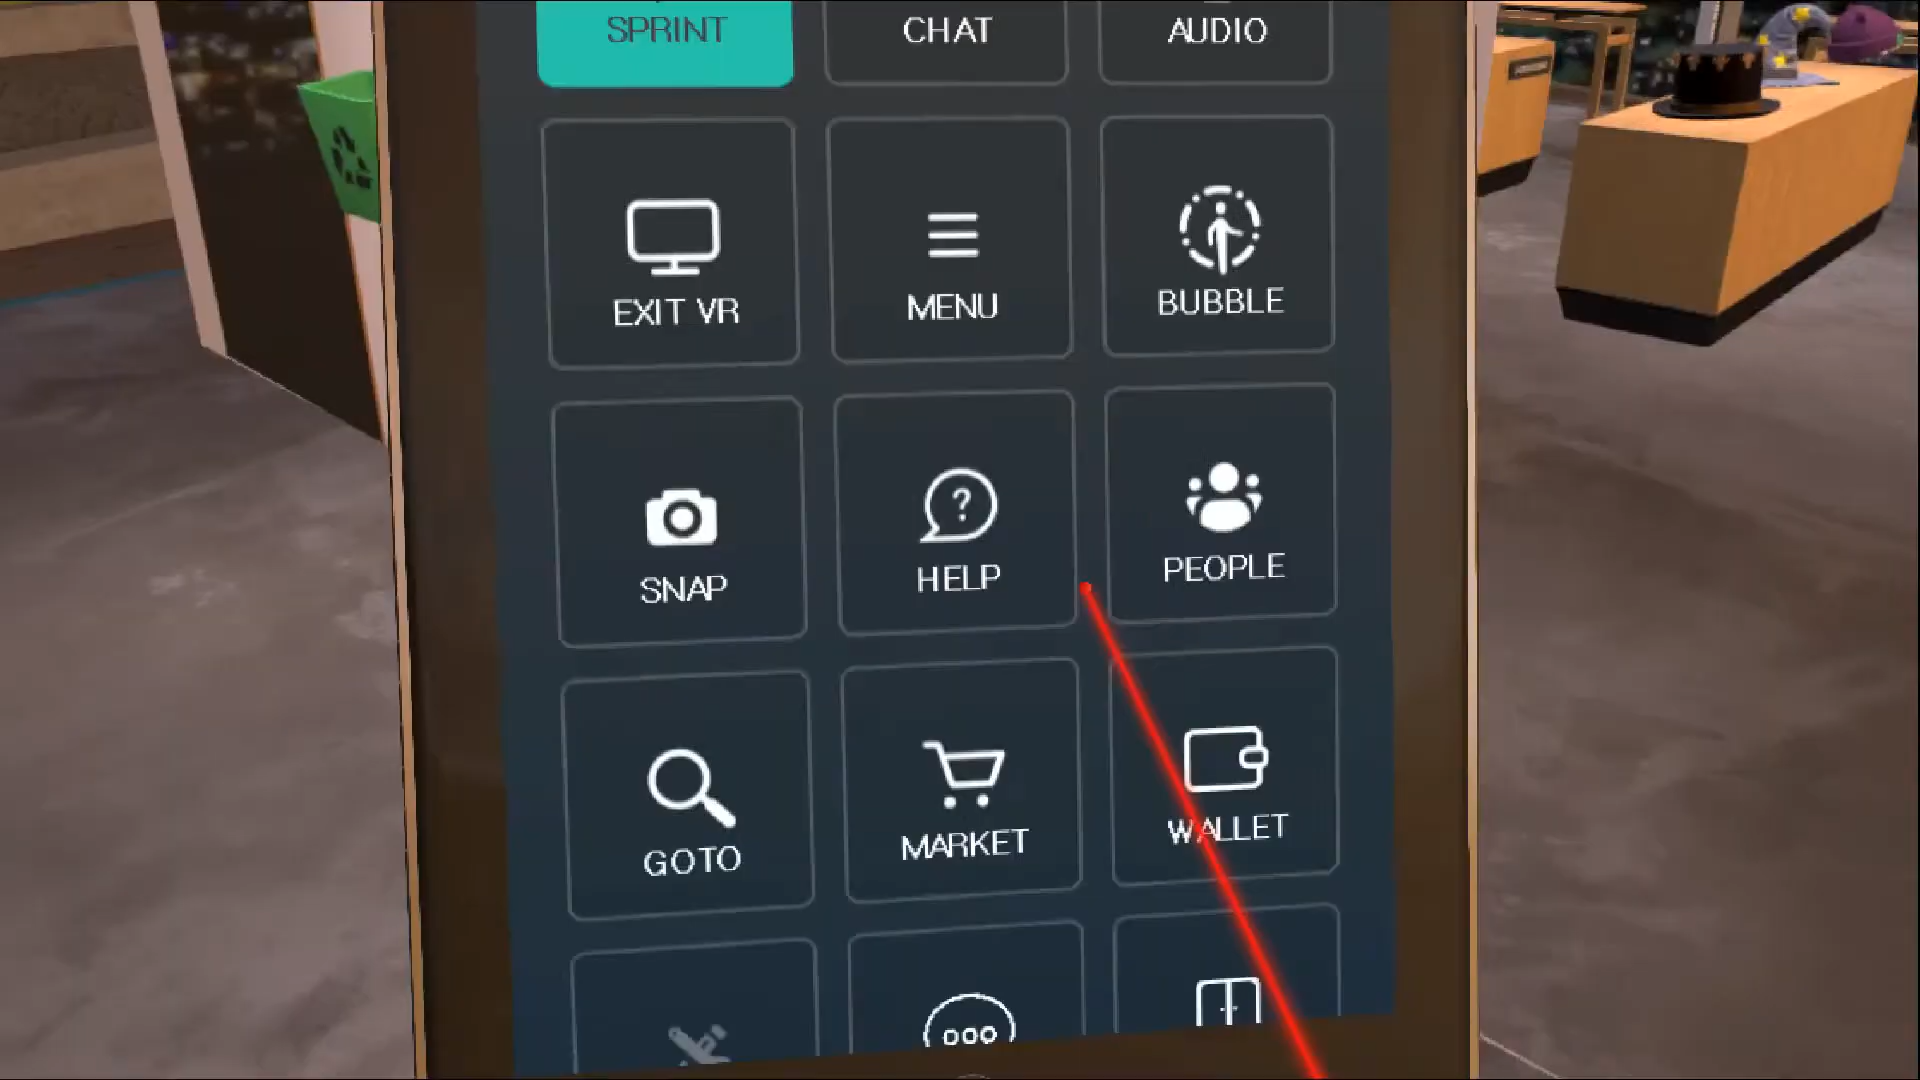 SPRINT CHAT AUDIO
EXIT VR MENU BUBBLE
SNAP HELP PEOPLE
GOTO MARKET WALLET